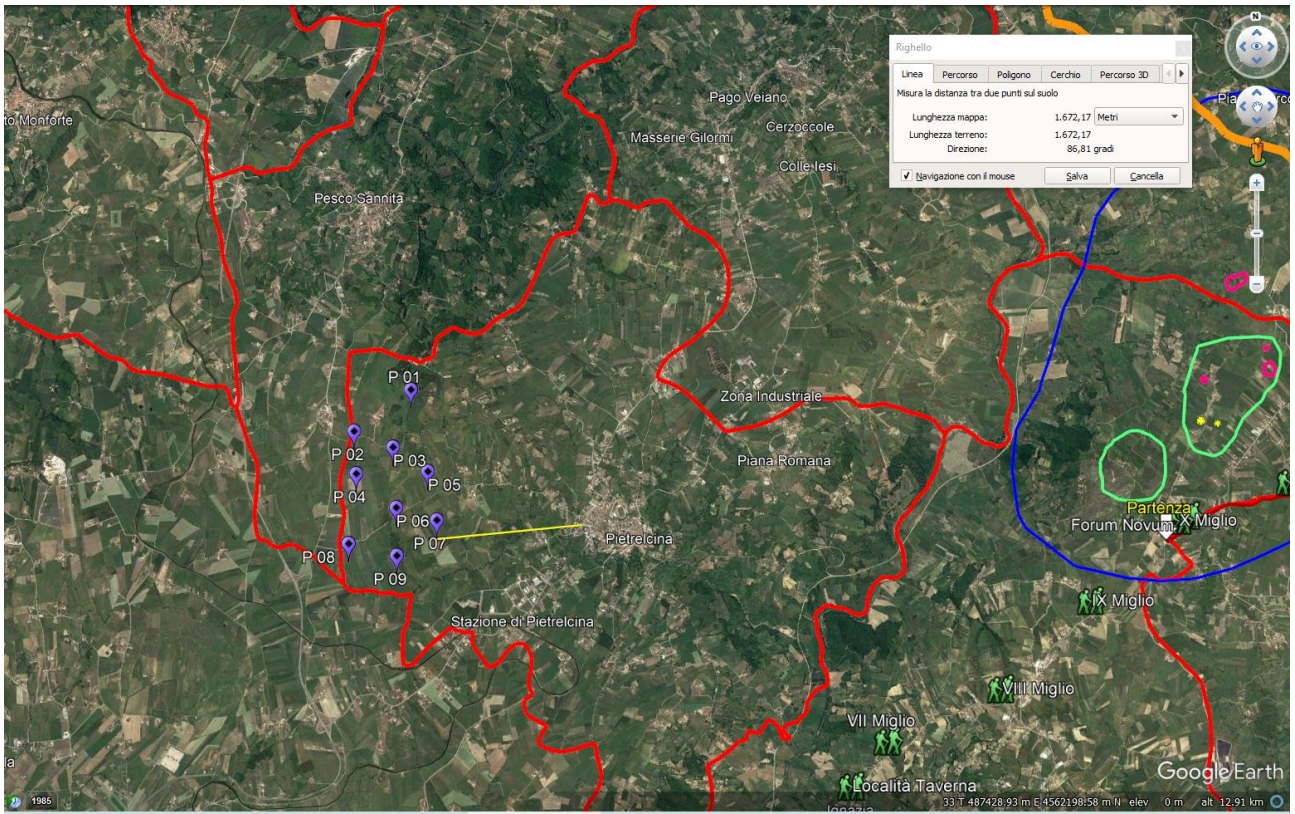 N
Righello
Linea Percorso Poligono Cerchio Percorso 3D
Misura la distanza tra due punti sul suolo
Lunghezza mappa: 1.672,17 Metri
Lunghezza terreno: 1.672,17
Direzione: 86,81 gradi
Navigazione con il mouse Salva Cancella
Pago Veiano
to Monforte
Cerzoccole
Masserie Gilormi
Colle Iesi
Pesco Sannita
P 01
Zona Industriale
P 02
P 03
Piana Romana
P 05
P 04
Partenza
P 06
Forum Novum
X Miglio
Pietrelcina
P 07
P 08
P 09
IX Miglio
Stazione di Pietrelcina
VIII Miglio
VII Miglio
la
Google Earth
Località Taverna
1985
33 T 487428.93 m E 4562198.58 m N elev 0 m alt 12.91 km